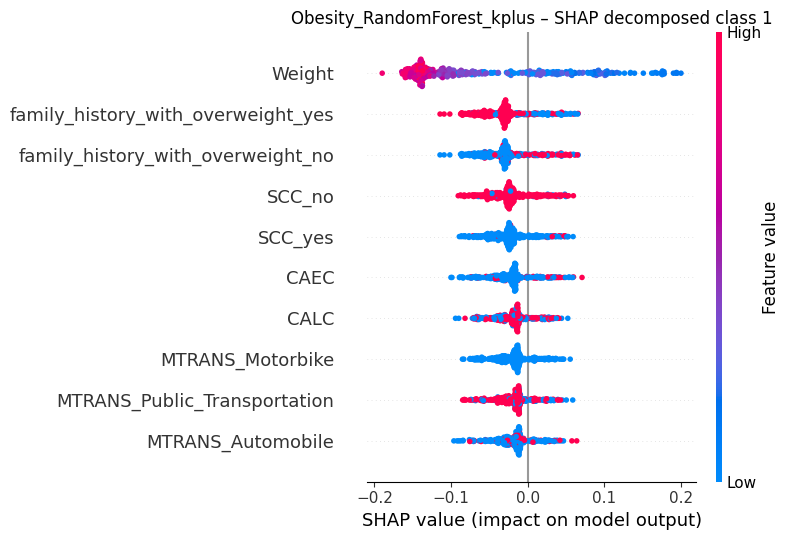 Obesity_RandomForest_kplus – SHAP decomposed class 1
High
Weight
family_history_with_overweight_yes
family_history_with_overweight_no
SCC_no
SCC_yes
CAEC
CALC
MTRANS_Motorbike
MTRANS_Public_Transportation
MTRANS_Automobile
Feature value
Low
−0.2 −0.1 0.0 0.1 0.2
SHAP value (impact on model output)